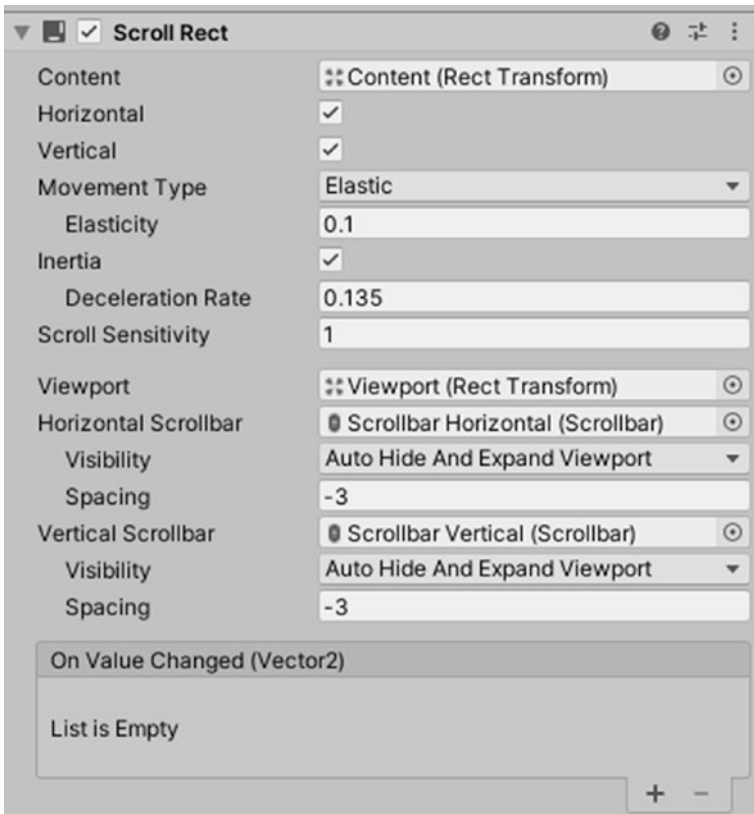 Scroll Rect
Content Content (Rect Transform)
Horizontal
Vertical
Movement Type Elastic
Elasticity 0.1
Inertia
Deceleration Rate 0.135
Scroll Sensitivity 1
Viewport Viewport (Rect Transform)
Horizontal Scrollbar Scrollbar Horizontal (Scrollbar)
Visibility Auto Hide And Expand Viewport
Spacing -3
Vertical Scrollbar Scrollbar Vertical (Scrollbar)
Visibility Auto Hide And Expand Viewport
Spacing -3
On Value Changed (Vector2)
List is Empty